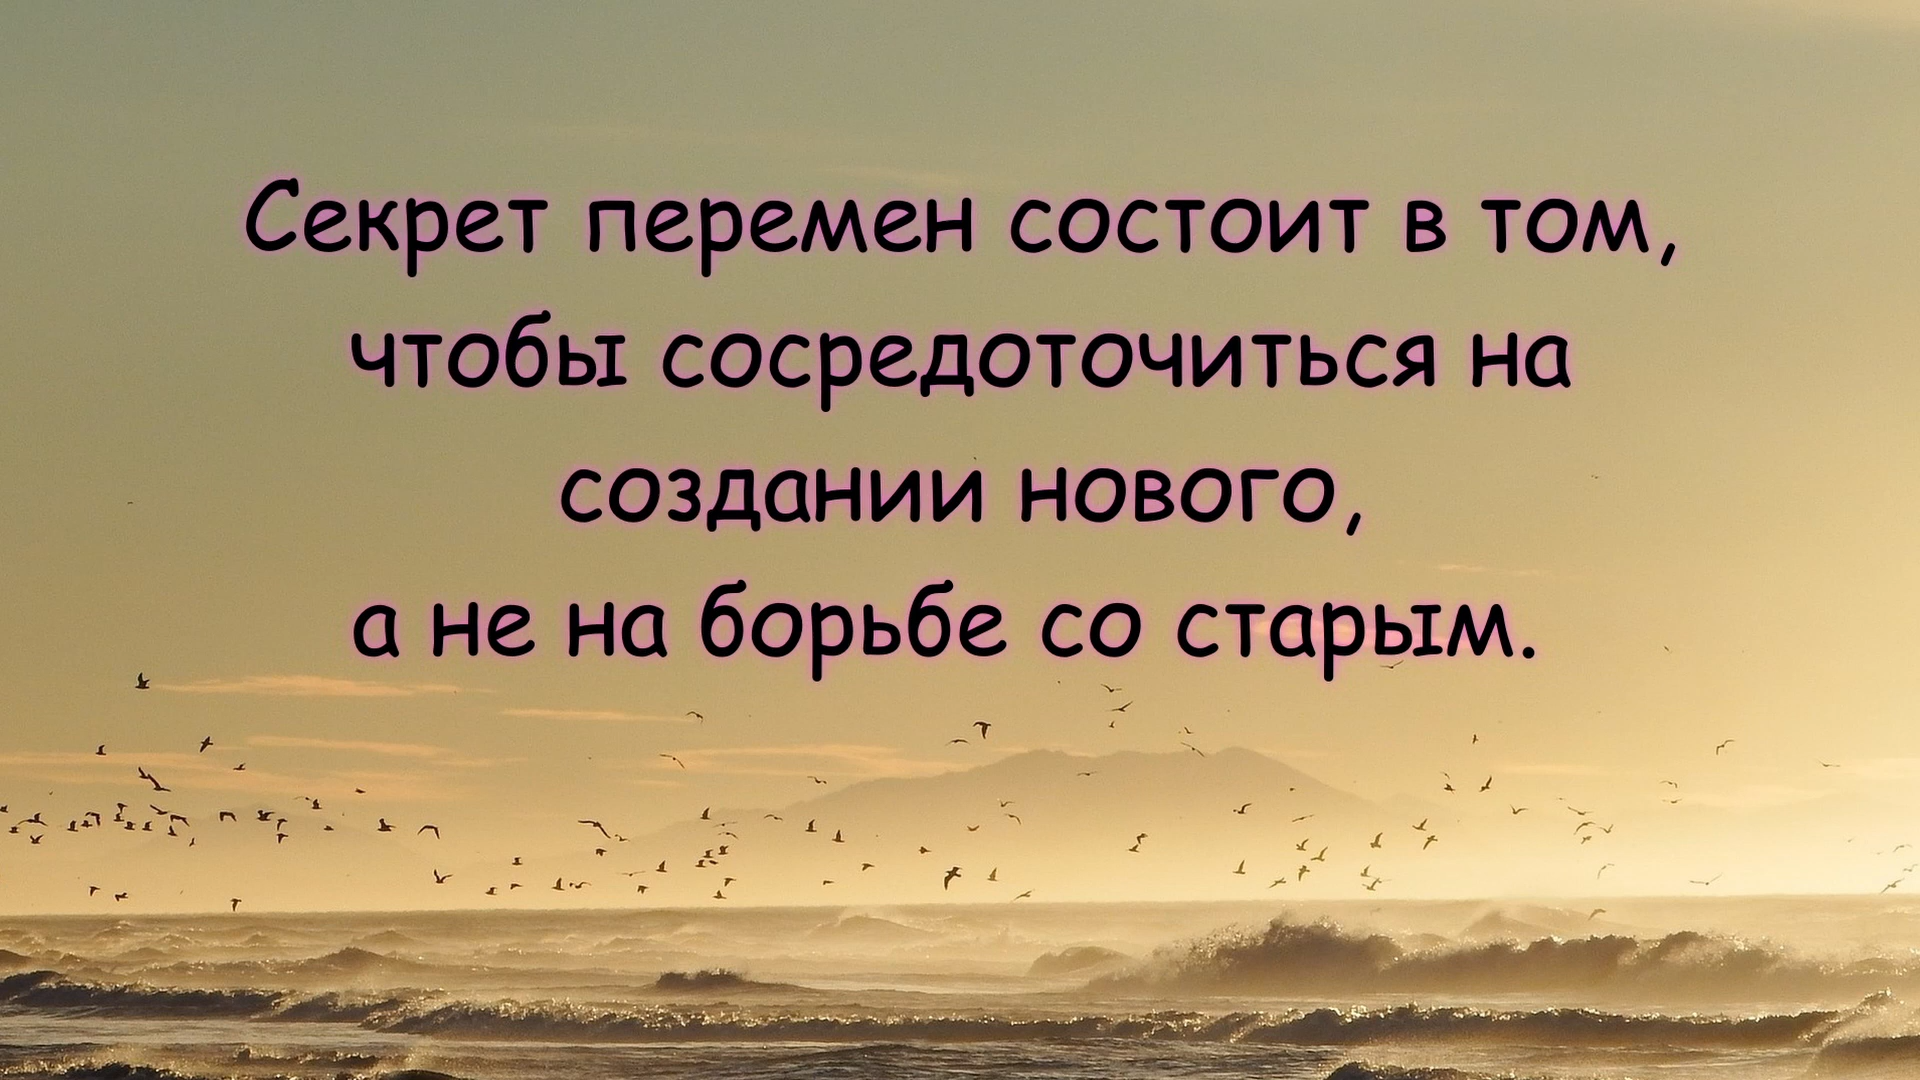 Секрет перемен состоит в том,
чтобы сосредоточиться на
создании нового,
а не на борьбе со старым.